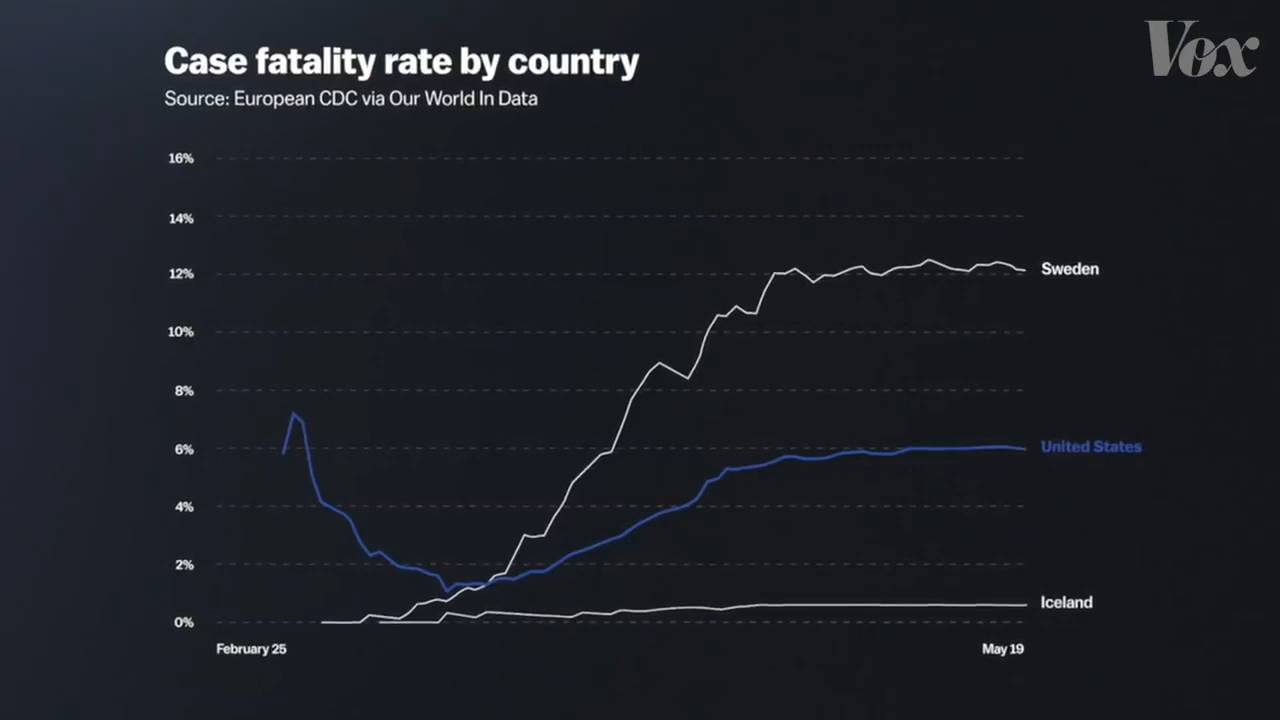 Vox
Case fatality rate by country
Source: European CDC via Our World In Data
16%
14%
12%
10%
8%
6%
4%
2%
0%
Sweden
United States
Iceland
February 25
May 19